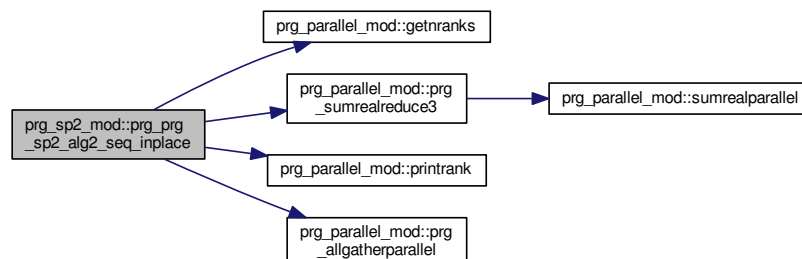 prg_parallel_mod::getnranks
prg_parallel_mod::prg
_sumrealreduce3
prg_parallel_mod::sumrealparallel
prg_sp2_mod::prg_prg
_sp2_alg2_seq_inplace
prg_parallel_mod::printrank
prg_parallel_mod::prg
_allgatherparallel